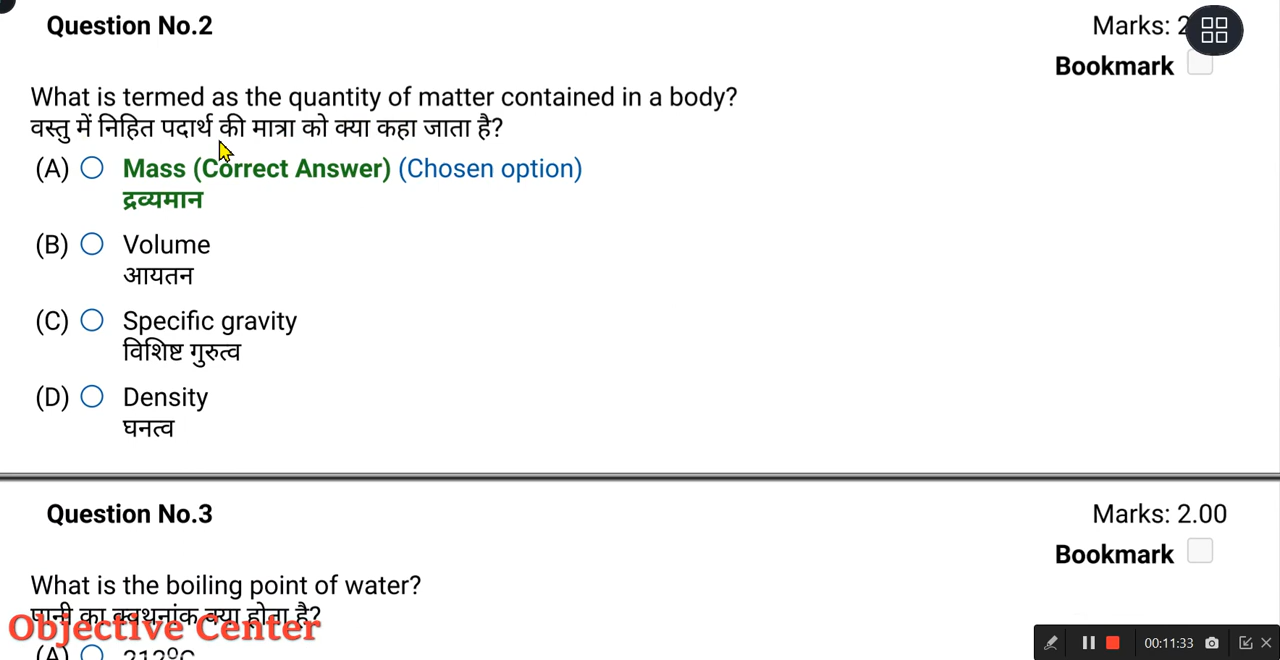 Question No.2
Marks: 2
Bookmark
What is termed as the quantity of matter contained in a body?
वस्तु में निहित पदार्थ की मात्रा को क्या कहा जाता है?
(A) Mass (Correct Answer) (Chosen option)
द्रव्यमान
(B) Volume
आयतन
(C) Specific gravity
विशिष्ट गुरुत्व
(D) Density
घनत्व
Question No.3
Marks: 2.00
Bookmark
What is the boiling point of water?
पानी का क्वथनांक क्या होता है?
Objective Center
(A) 212°C
00:11:33